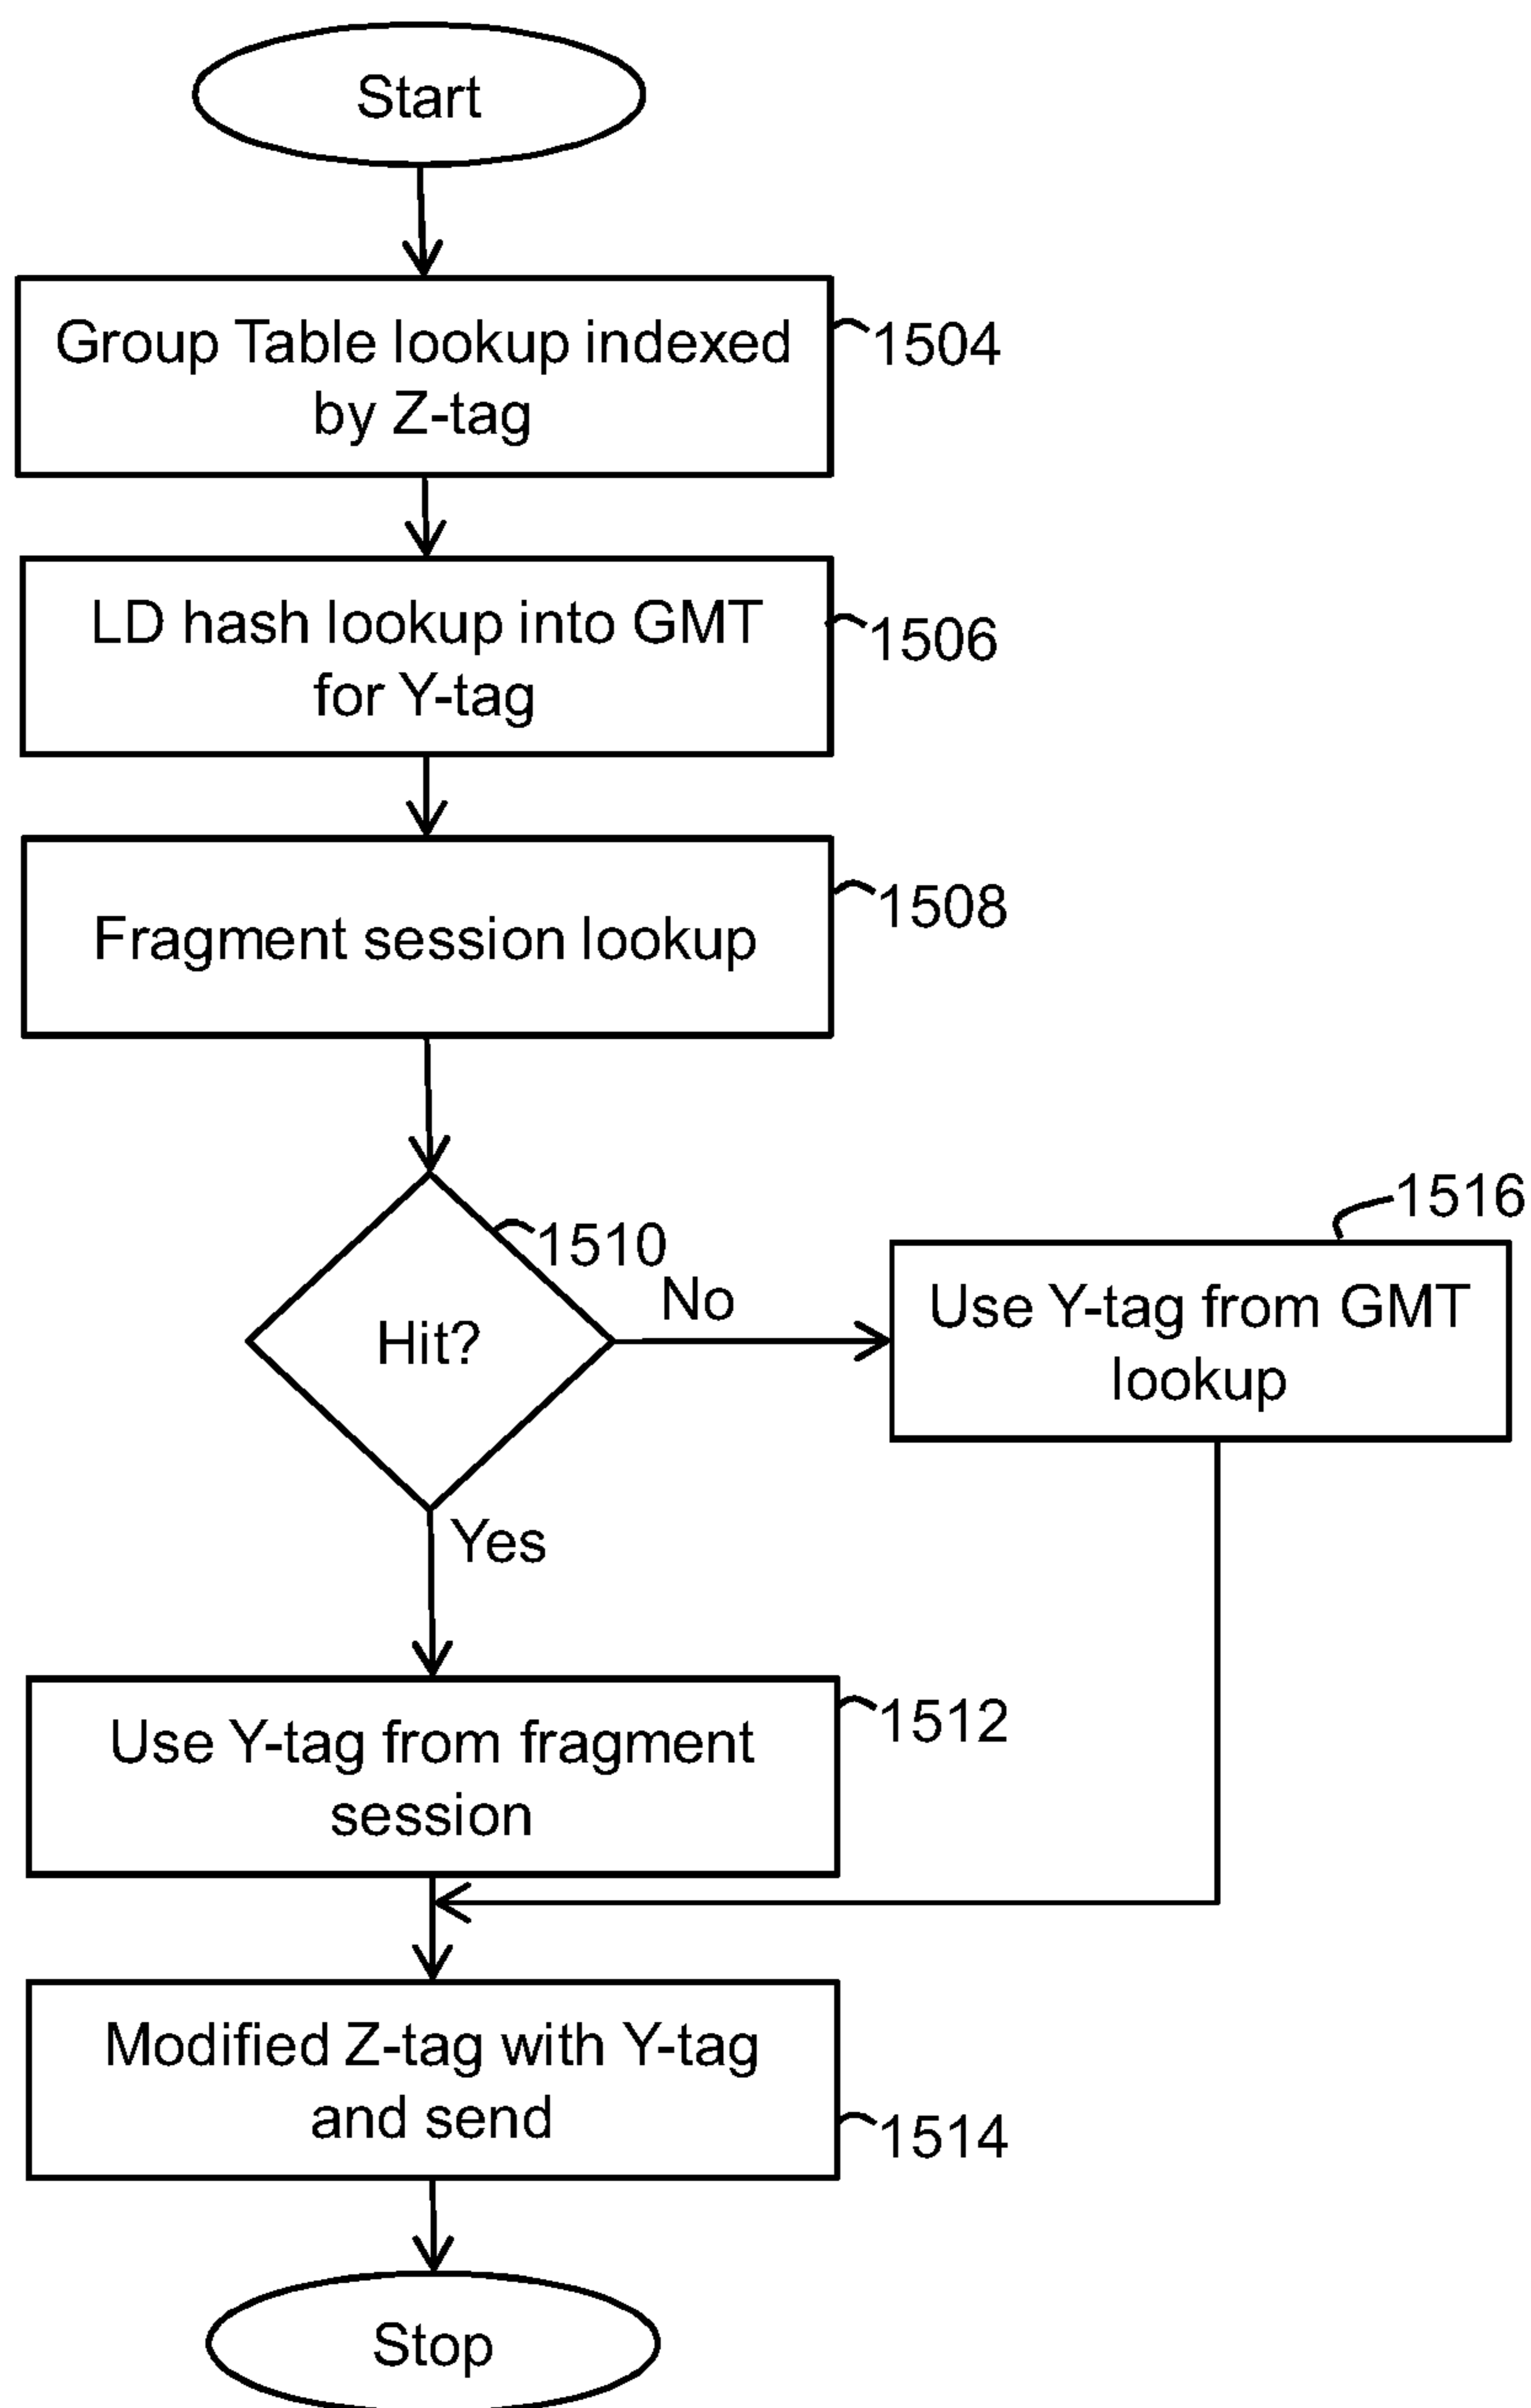 Start
Group Table lookup indexed
by Z-tag
1504
LD hash lookup into GMT
for Y-tag
1506
Fragment session lookup
1508
Hit?
1510
No
Use Y-tag from GMT
lookup
1516
Yes
Use Y-tag from fragment
session
1512
Modified Z-tag with Y-tag
and send
1514
Stop